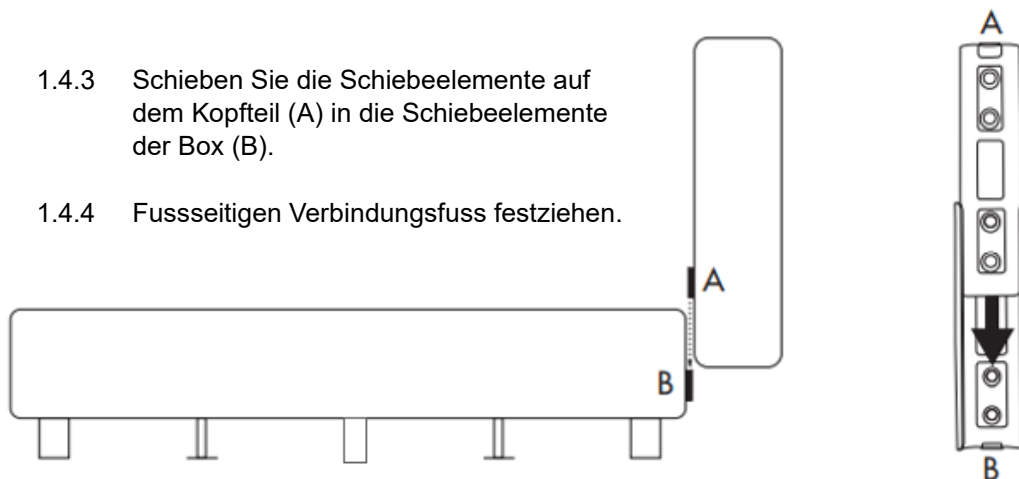 1.4.3 Schieben Sie die Schiebeelemente auf
dem Kopfteil (A) in die Schiebeelemente
der Box (B).
1.4.4 Fussseitigen Verbindungsfuss festziehen.
A
B
A
B